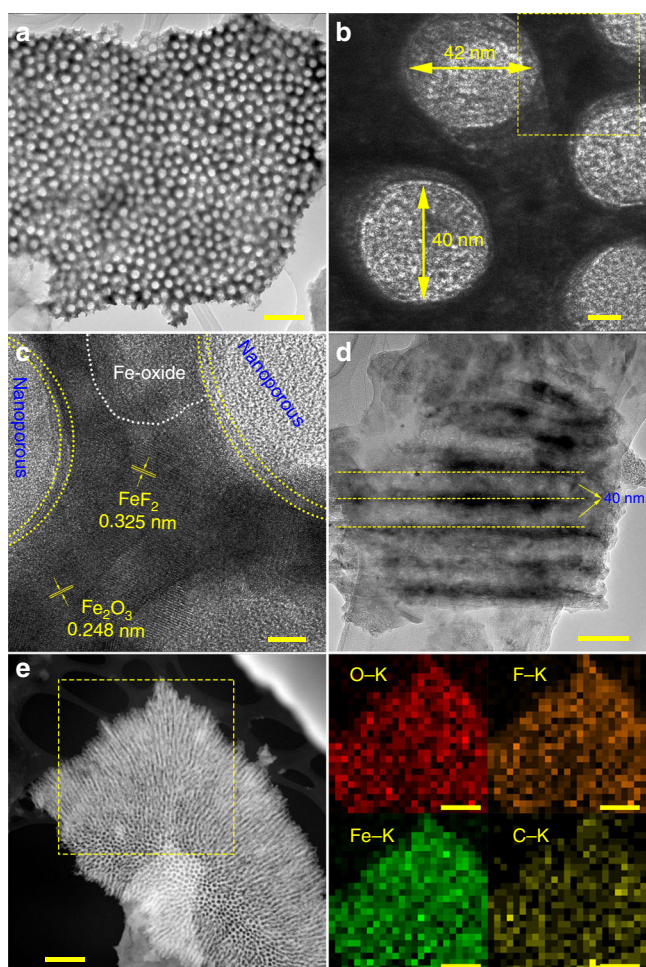 a
b
42 nm
40 nm
c
Nanoporous
Fe-oxide
Nanoporous
FeF₂
0.325 nm
Fe₂O₃
0.248 nm
d
40 nm
e
O–K
F–K
Fe–K
C–K